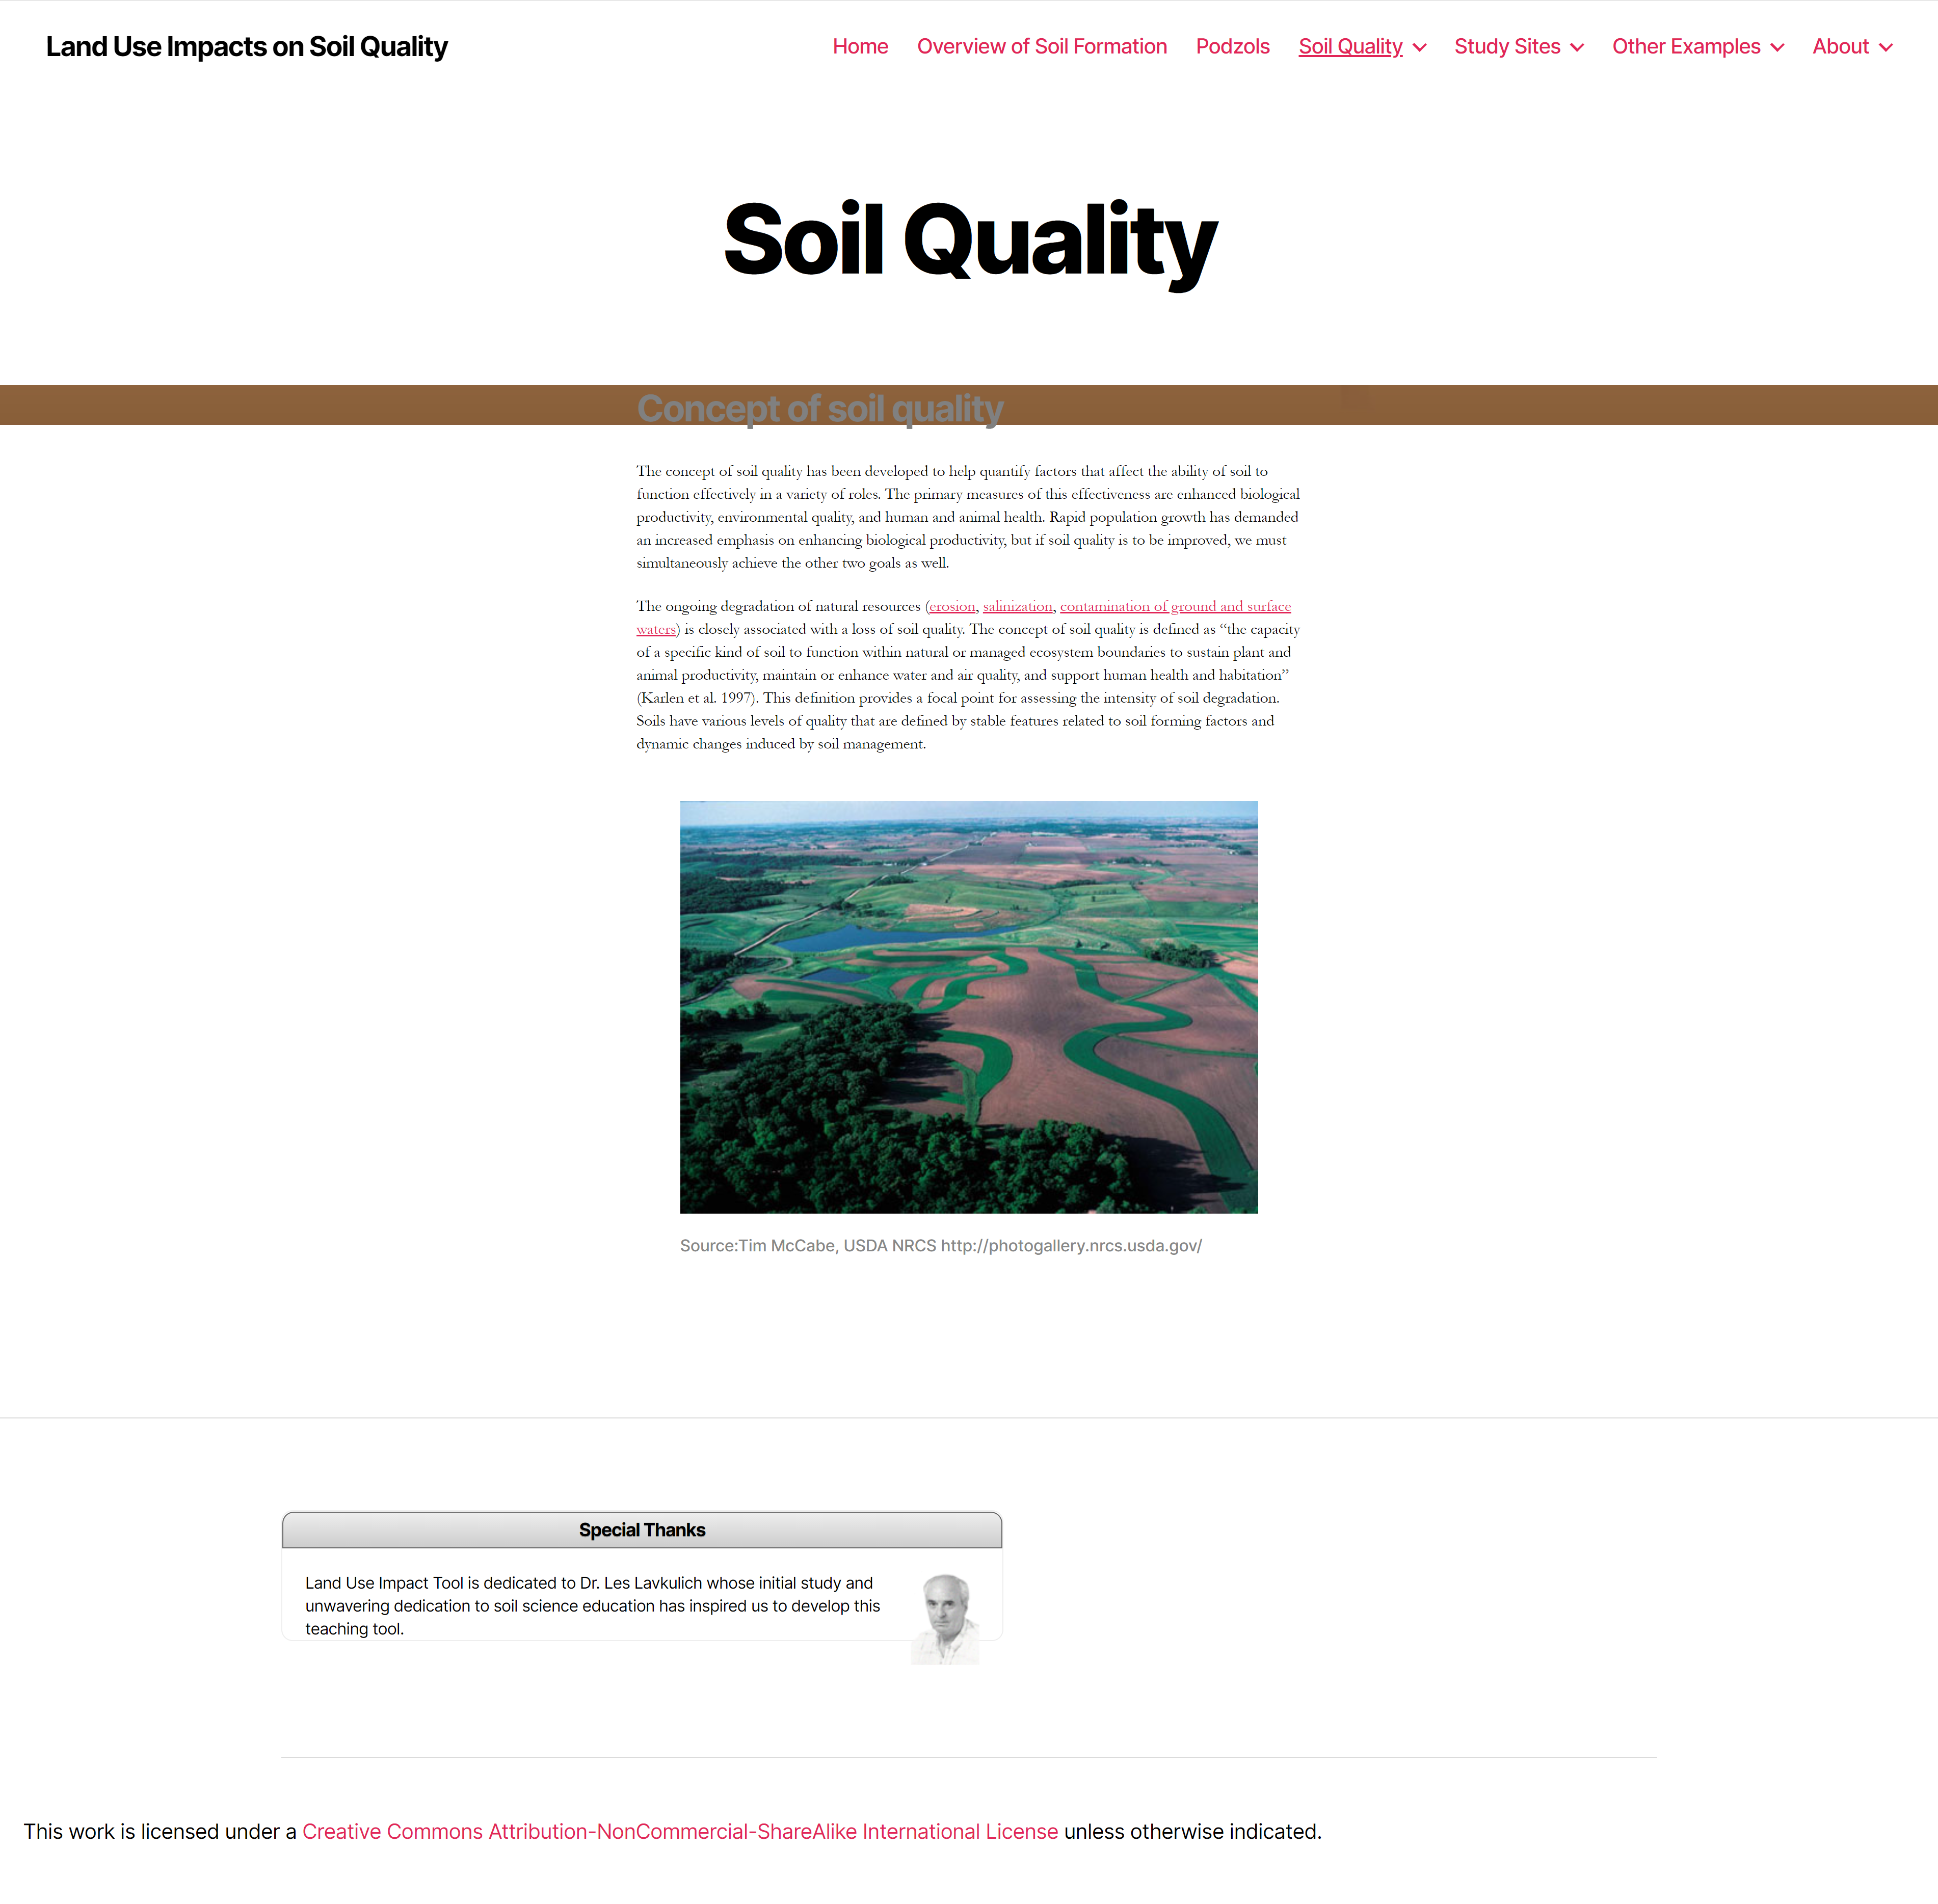 Land Use Impacts on Soil Quality
Home Overview of Soil Formation Podzols Soil Quality Study Sites Other Examples About
Soil Quality
Concept of soil quality
The concept of soil quality has been developed to help quantify factors that affect the ability of soil to
function effectively in a variety of roles. The primary measures of this effectiveness are enhanced biological
productivity, environmental quality, and human and animal health. Rapid population growth has demanded
an increased emphasis on enhancing biological productivity, but if soil quality is to be improved, we must
simultaneously achieve the other two goals as well.
The ongoing degradation of natural resources (erosion, salinization, contamination of ground and surface
waters) is closely associated with a loss of soil quality. The concept of soil quality is defined as “the capacity
of a specific kind of soil to function within natural or managed ecosystem boundaries to sustain plant and
animal productivity, maintain or enhance water and air quality, and support human health and habitation”
(Karlen et al. 1997). This definition provides a focal point for assessing the intensity of soil degradation.
Soils have various levels of quality that are defined by stable features related to soil forming factors and
dynamic changes induced by soil management.
Source:Tim McCabe, USDA NRCS http://photogallery.nrcs.usda.gov/
Special Thanks
Land Use Impact Tool is dedicated to Dr. Les Lavkulich whose initial study and
unwavering dedication to soil science education has inspired us to develop this
teaching tool.
This work is licensed under a Creative Commons Attribution-NonCommercial-ShareAlike International License unless otherwise indicated.